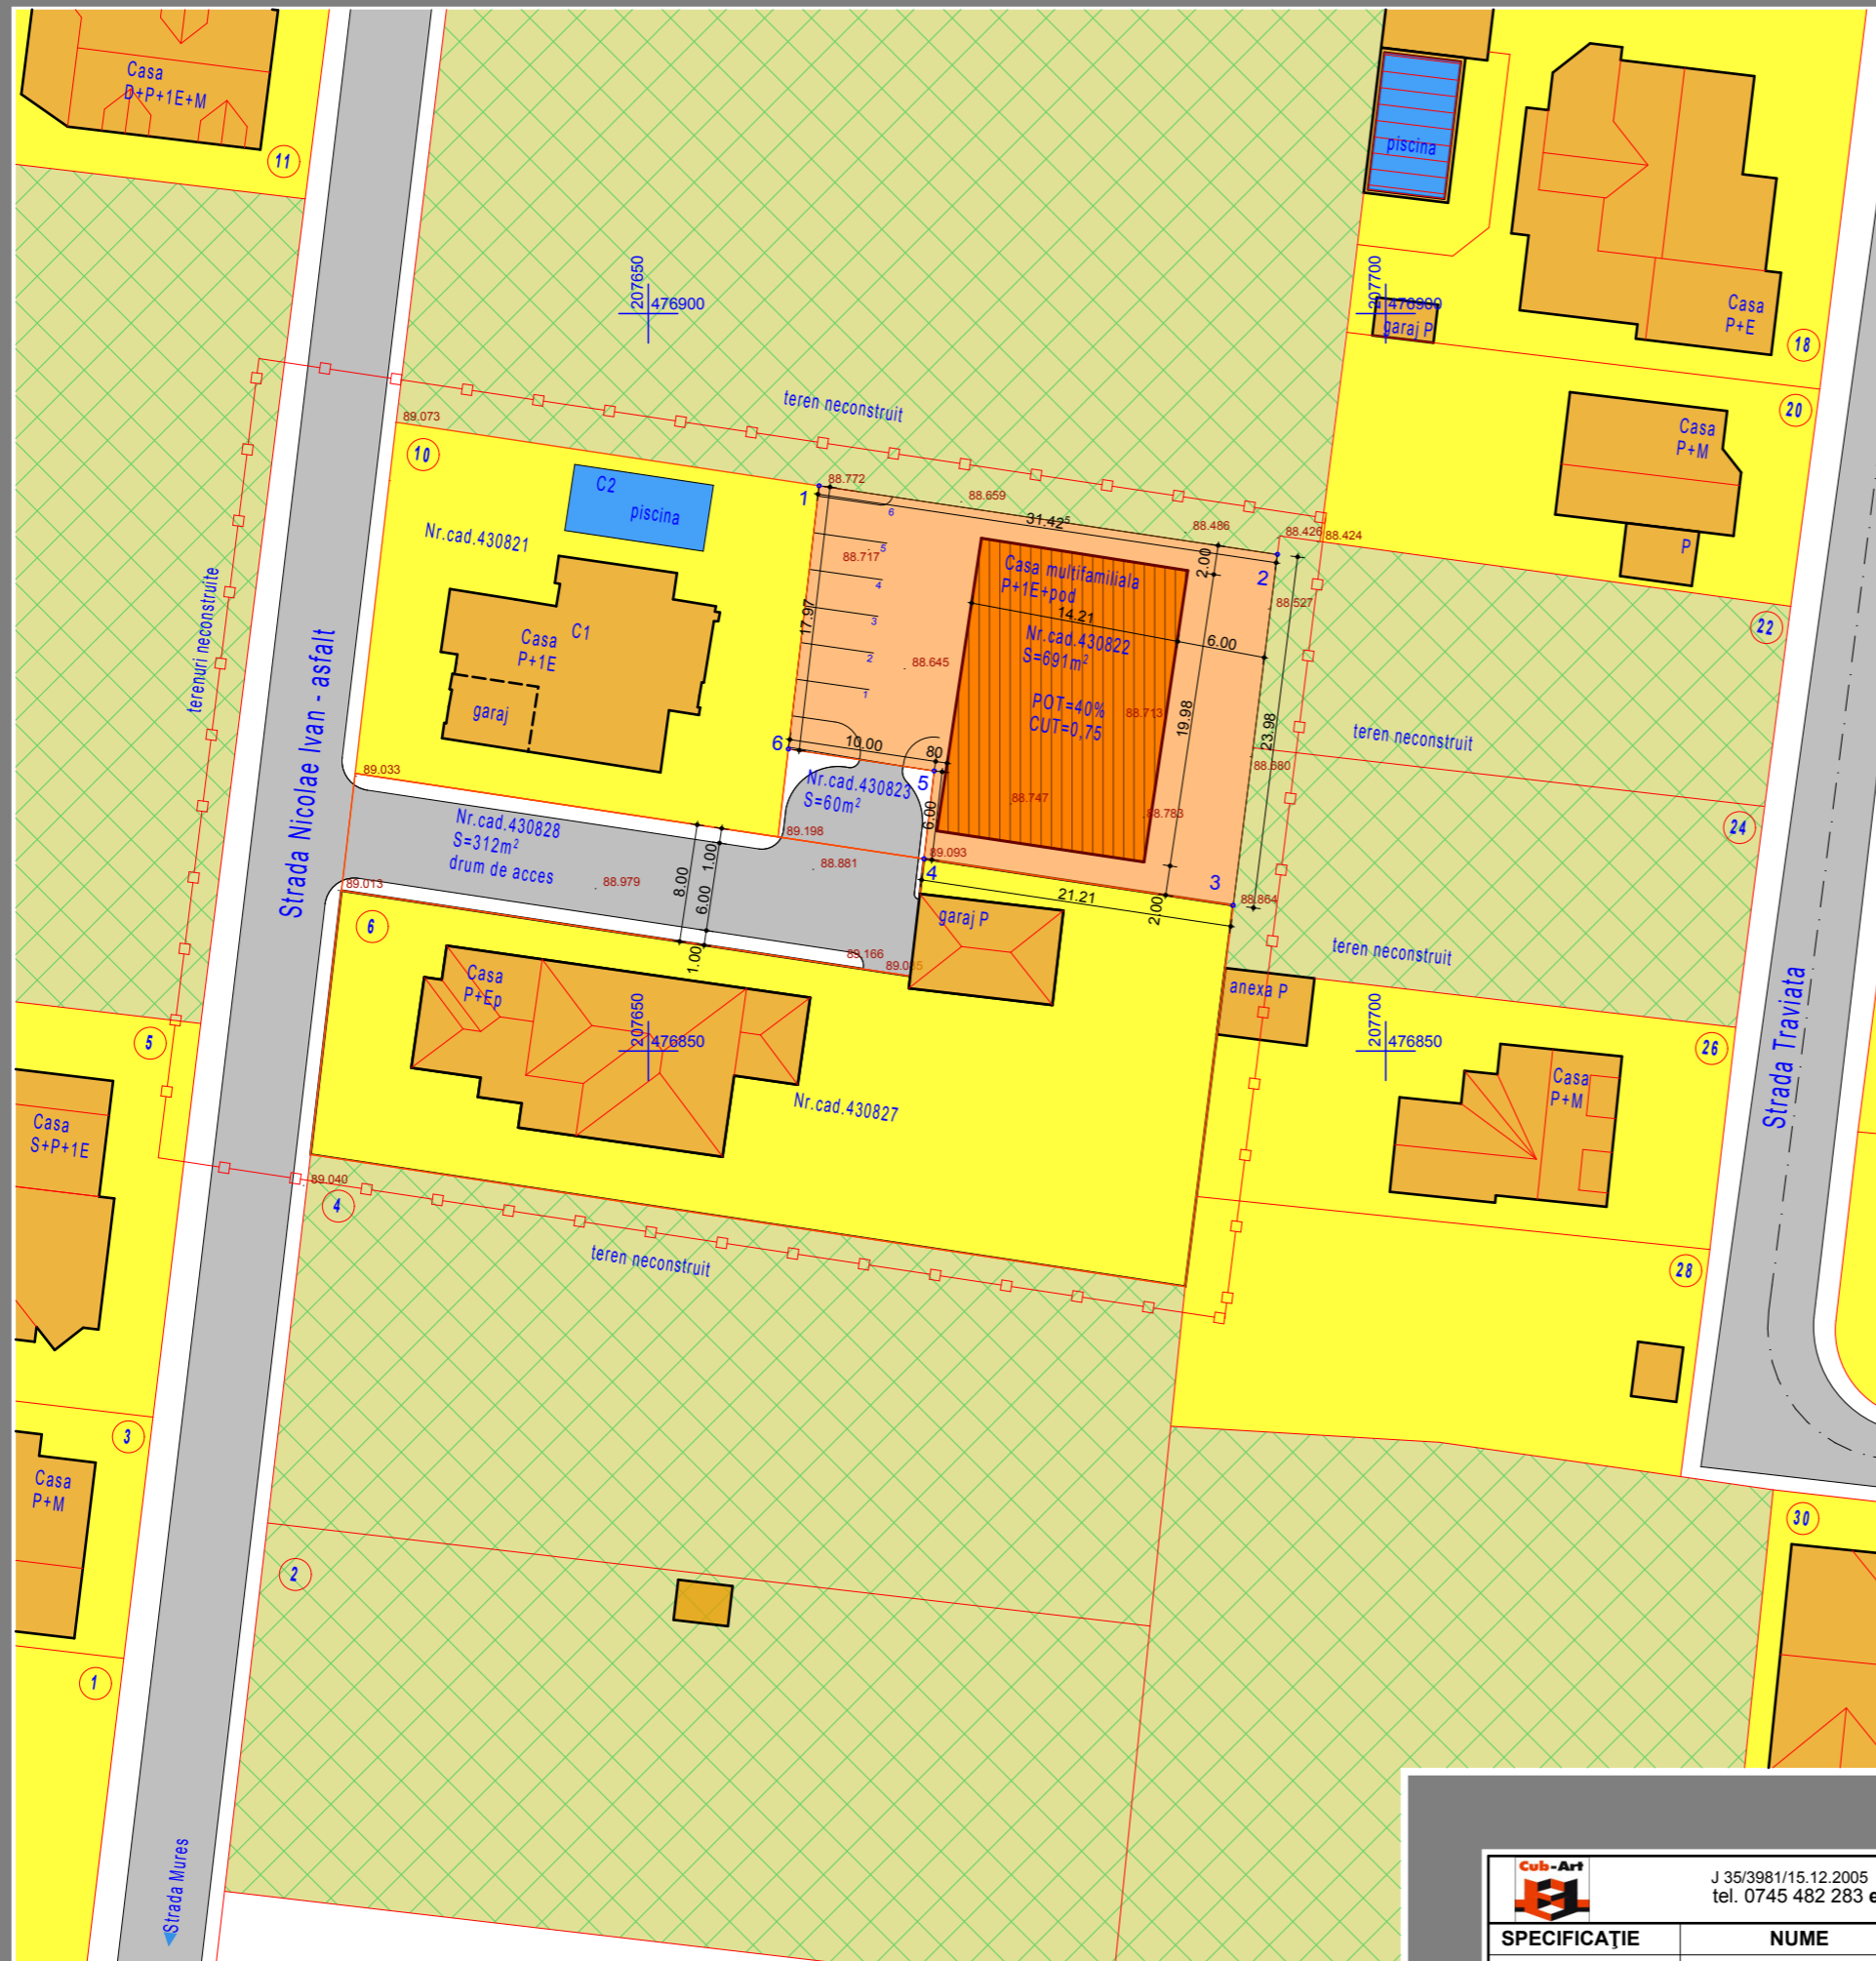 Casa
D+P+1E+M
11
piscina
207650
476900
207700
476900
garaj P
Casa
P+E
18
20
Casa
P+M
P
22
teren neconstruit
89.073
10
C2
piscina
Nr.cad.430821
Casa
P+1E
C1
garaj
1
88.772
6
88.659
31.42⁵
88.486
88.426
88.424
2
2.00
5
88.717
4
3
2
1
17.97
88.645
Casa multifamiliala
P+1E+pod
14.21
Nr.cad.430822
S=691m²
POT=40%
CUT=0,75
88.713
6.00
88.527
19.98
23.98
88.680
88.747
88.783
terenuri neconstruite
Strada Nicolae Ivan - asfalt
teren neconstruit
24
6
10.00
80
5
Nr.cad.430823
S=60m²
6.00
89.033
Nr.cad.430828
S=312m²
drum de acces
88.979
89.198
88.881
89.093
4
3
88.864
21.21
2.00
8.00
1.00
6.00
1.00
89.013
6
89.166
garaj P
teren neconstruit
anexa P
Casa
P+Ep
207650
476850
207700
476850
Nr.cad.430827
26
Casa
P+M
Strada Traviata
5
Casa
S+P+1E
89.040
4
teren neconstruit
28
3
Casa
P+M
30
2
1
Strada Mures
Cub-Art
J 35/3981/15.12.2005
tel. 0745 482 283 e
SPECIFICAŢIE
NUME